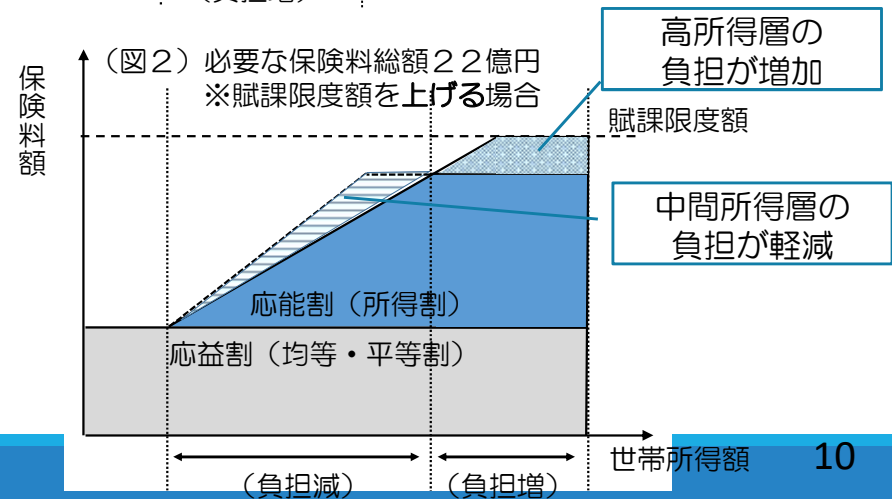 （負担増）
（図２）必要な保険料総額２２億円
※賦課限度額を上げる場合
高所得層の
負担が増加
保険料額
賦課限度額
中間所得層の
負担が軽減
応能割（所得割）
応益割（均等・平等割）
世帯所得額
10
（負担減）
（負担増）